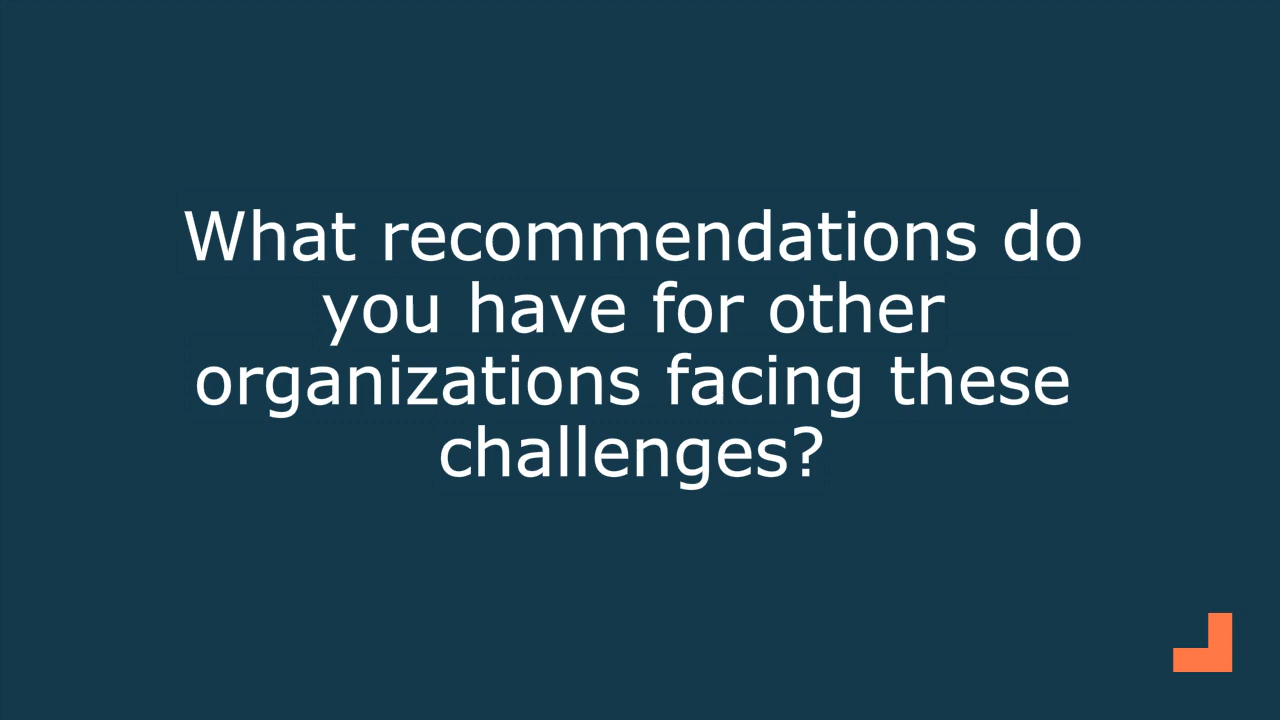 What recommendations do
you have for other
organizations facing these
challenges?